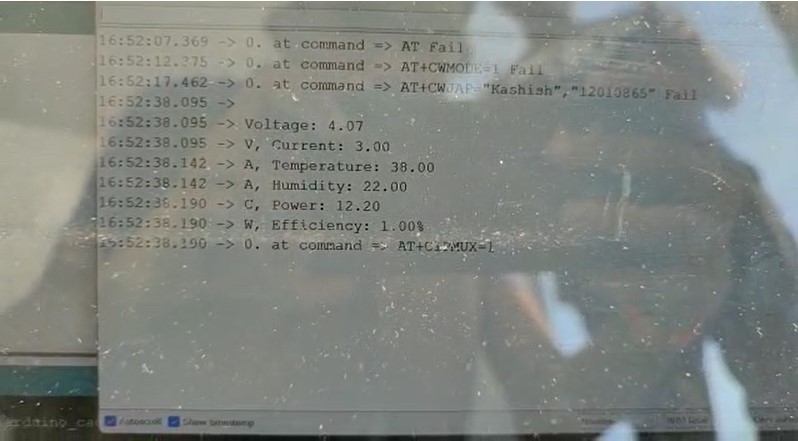 16:52:07.369 -> 0. at command => AT Fail
16:52:12.375 -> 0. at command => AT+CWMODE=1 Fail
16:52:17.462 -> 0. at command => AT+CWJAP="Kashish","12010865" Fail
16:52:38.095 ->
16:52:38.095 -> Voltage: 4.07
16:52:38.095 -> V, Current: 3.00
16:52:38.142 -> A, Temperature: 38.00
16:52:38.142 -> A, Humidity: 22.00
16:52:38.190 -> C, Power: 12.20
16:52:38.190 -> W, Efficiency: 1.00%
16:52:38.190 -> 0. at command => AT+CIPMUX=1
Autoscroll Show timestamp